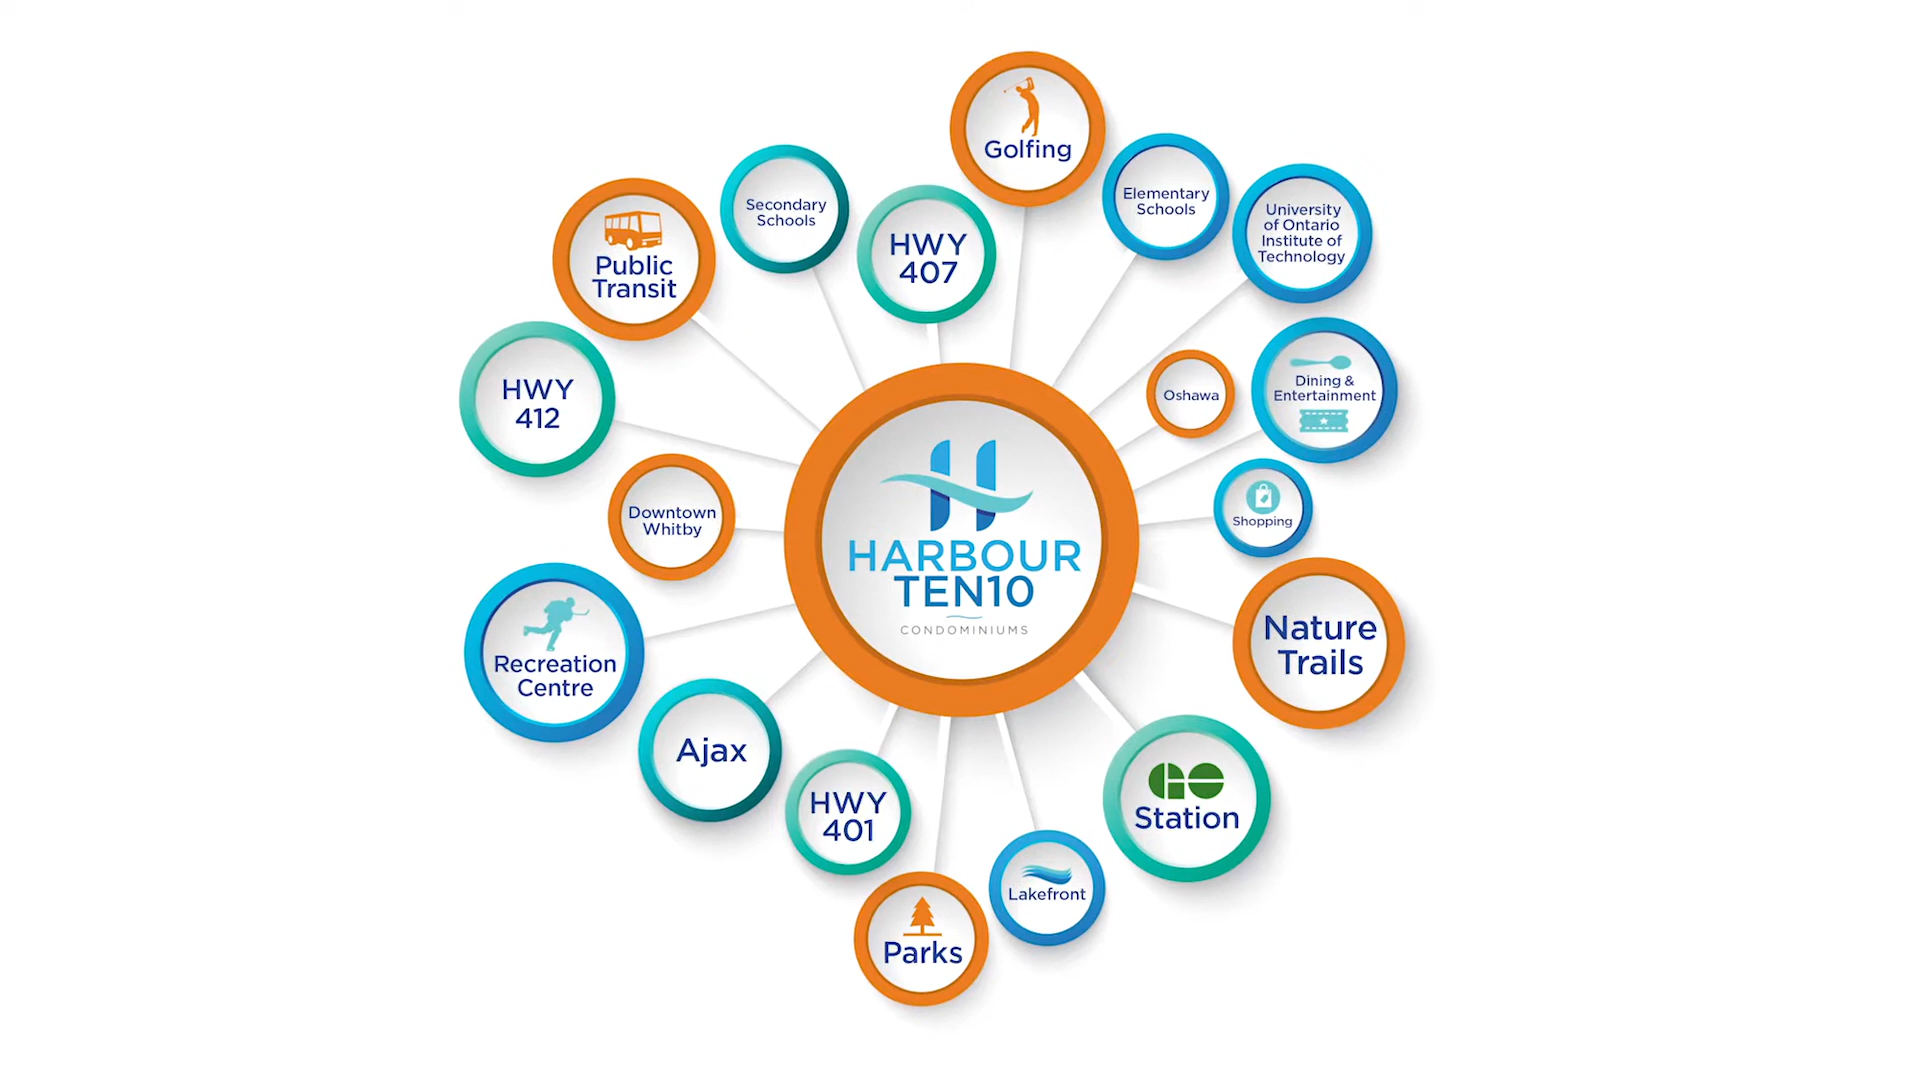 Golfing
Elementary
Schools
Secondary
Schools
University
of Ontario
Institute of
Technology
HWY
407
Public
Transit
HWY
412
Oshawa
Dining &
Entertainment
Downtown
Whitby
Shopping
HARBOUR
TEN10
CONDOMINIUMS
Nature
Trails
Recreation
Centre
Ajax
HWY
401
GO
Station
Lakefront
Parks